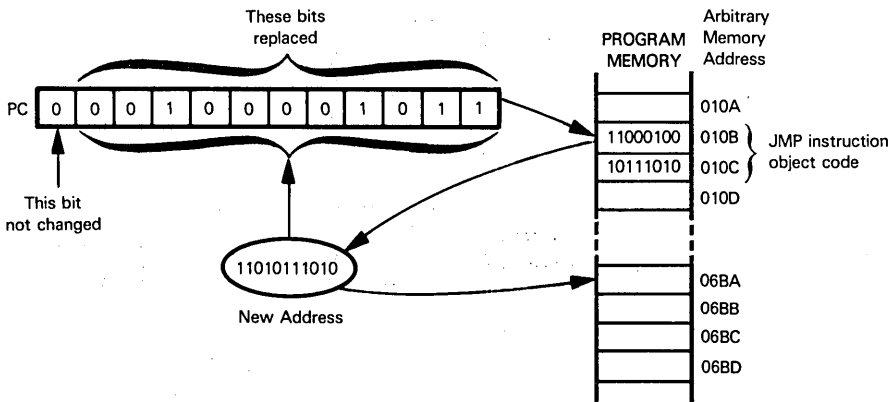 These bits
replaced
PC 0 0 0 1 0 0 0 0 1 0 1 1
This bit
not changed
11010111010
New Address
PROGRAM
MEMORY
Arbitrary
Memory
Address
010A
11000100 010B
10111010 010C
010D
JMP instruction
object code
06BA
06BB
06BC
06BD